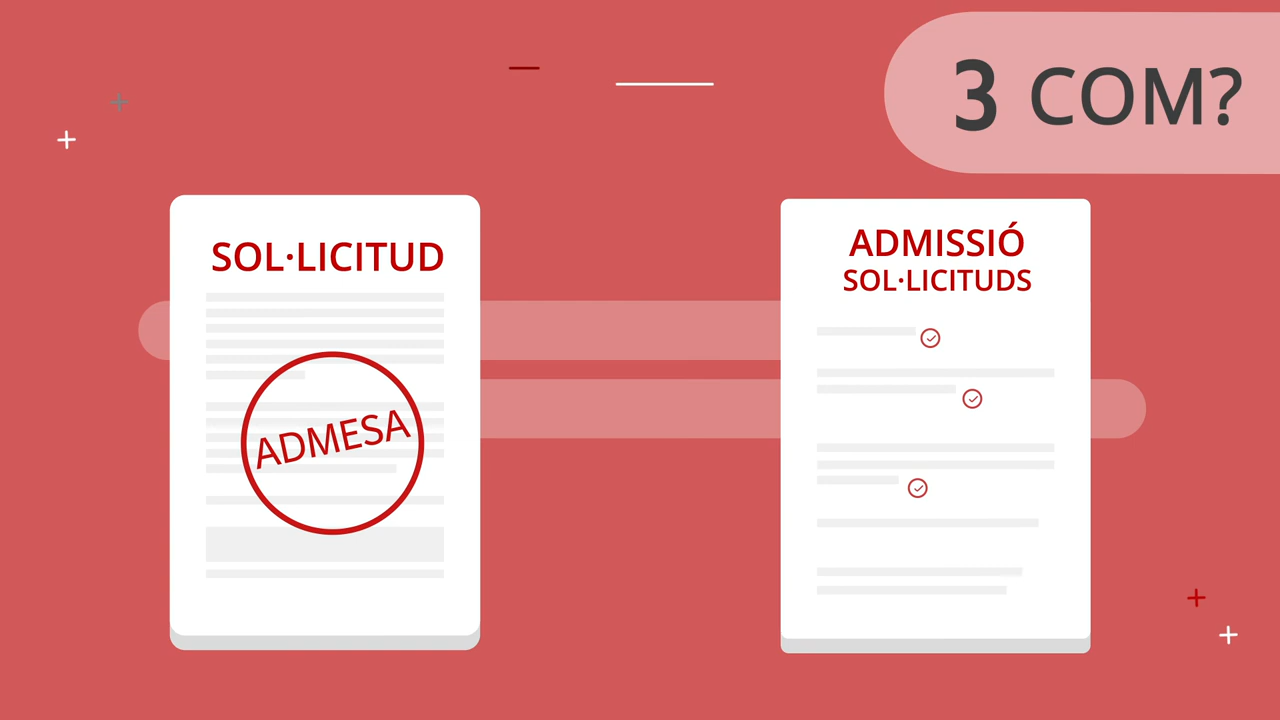 3 COM?
SOL·LICITUD
ADMESA
ADMISSIÓ
SOL·LICITUDS